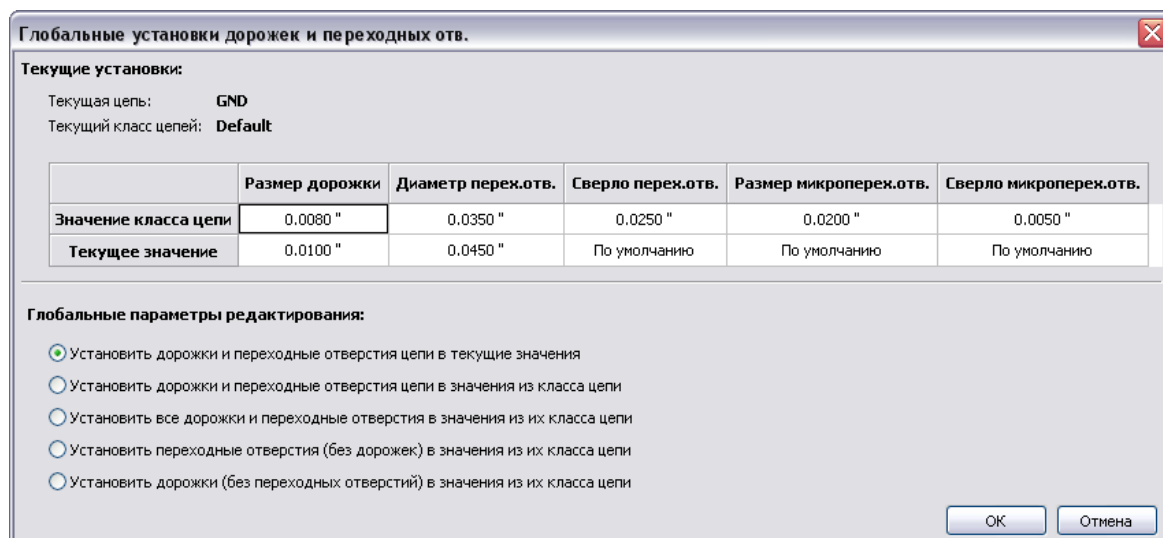 Глобальные установки дорожек и переходных отв.
Текущие установки:
Текущая цепь: GND
Текущий класс цепей: Default
Размер дорожки Диаметр перех.отв. Сверло перех.отв. Размер микроперех.отв. Сверло микроперех.отв.
Значение класса цепи 0.0080 " 0.0350 " 0.0250 " 0.0200 " 0.0050 "
Текущее значение 0.0100 " 0.0450 " По умолчанию По умолчанию По умолчанию
Глобальные параметры редактирования:
Установить дорожки и переходные отверстия цепи в текущие значения
Установить дорожки и переходные отверстия цепи в значения из класса цепи
Установить все дорожки и переходные отверстия в значения из их класса цепи
Установить переходные отверстия (без дорожек) в значения из их класса цепи
Установить дорожки (без переходных отверстий) в значения из их класса цепи
ОК Отмена